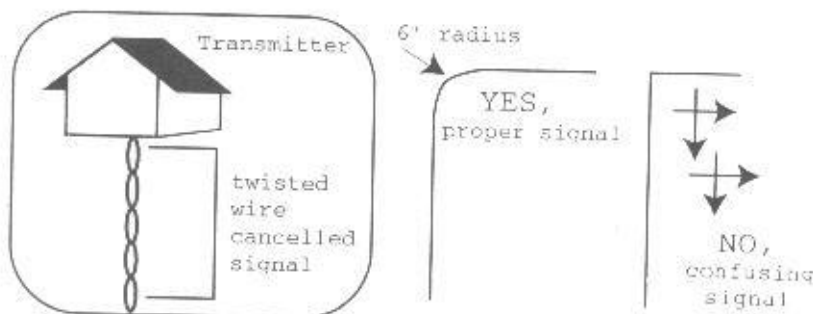 Transmitter
twisted
wire
cancelled
signal
6' radius
YES,
proper signal
NO,
confusing
signal